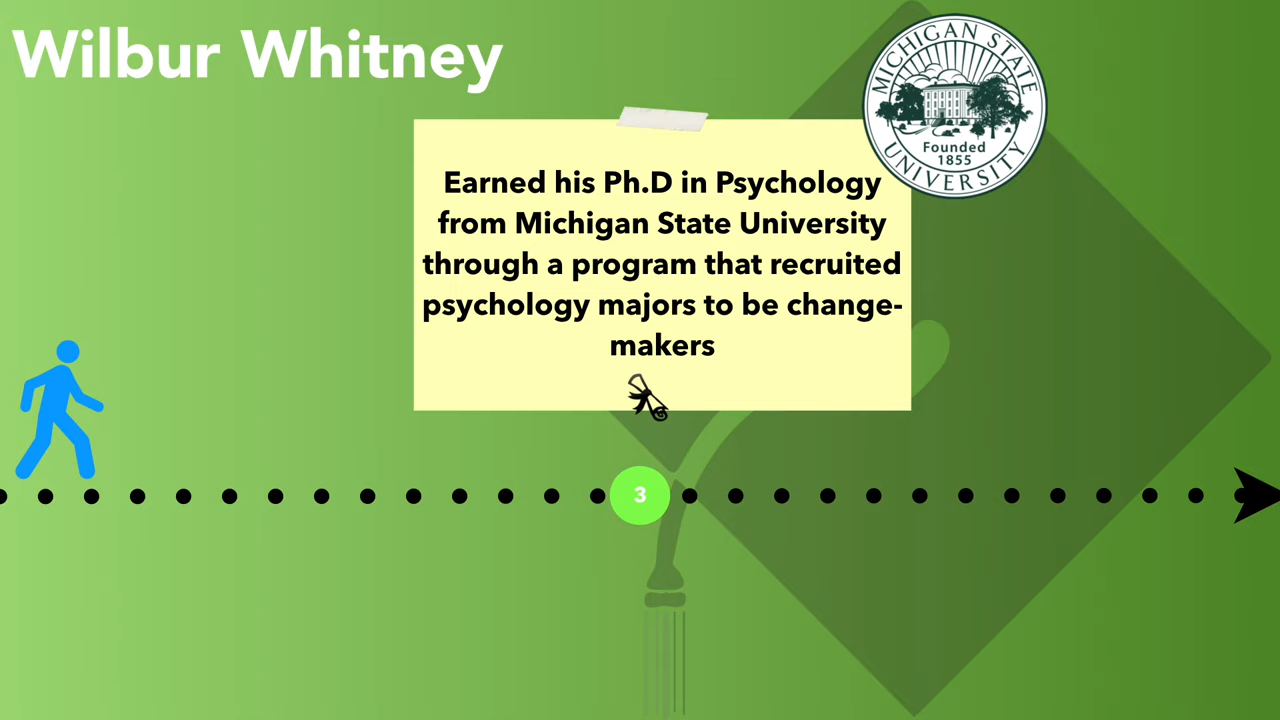 Wilbur Whitney
MICHIGAN STATE
UNIVERSITY
Founded
1855
Earned his Ph.D in Psychology
from Michigan State University
through a program that recruited
psychology majors to be change-
makers
3